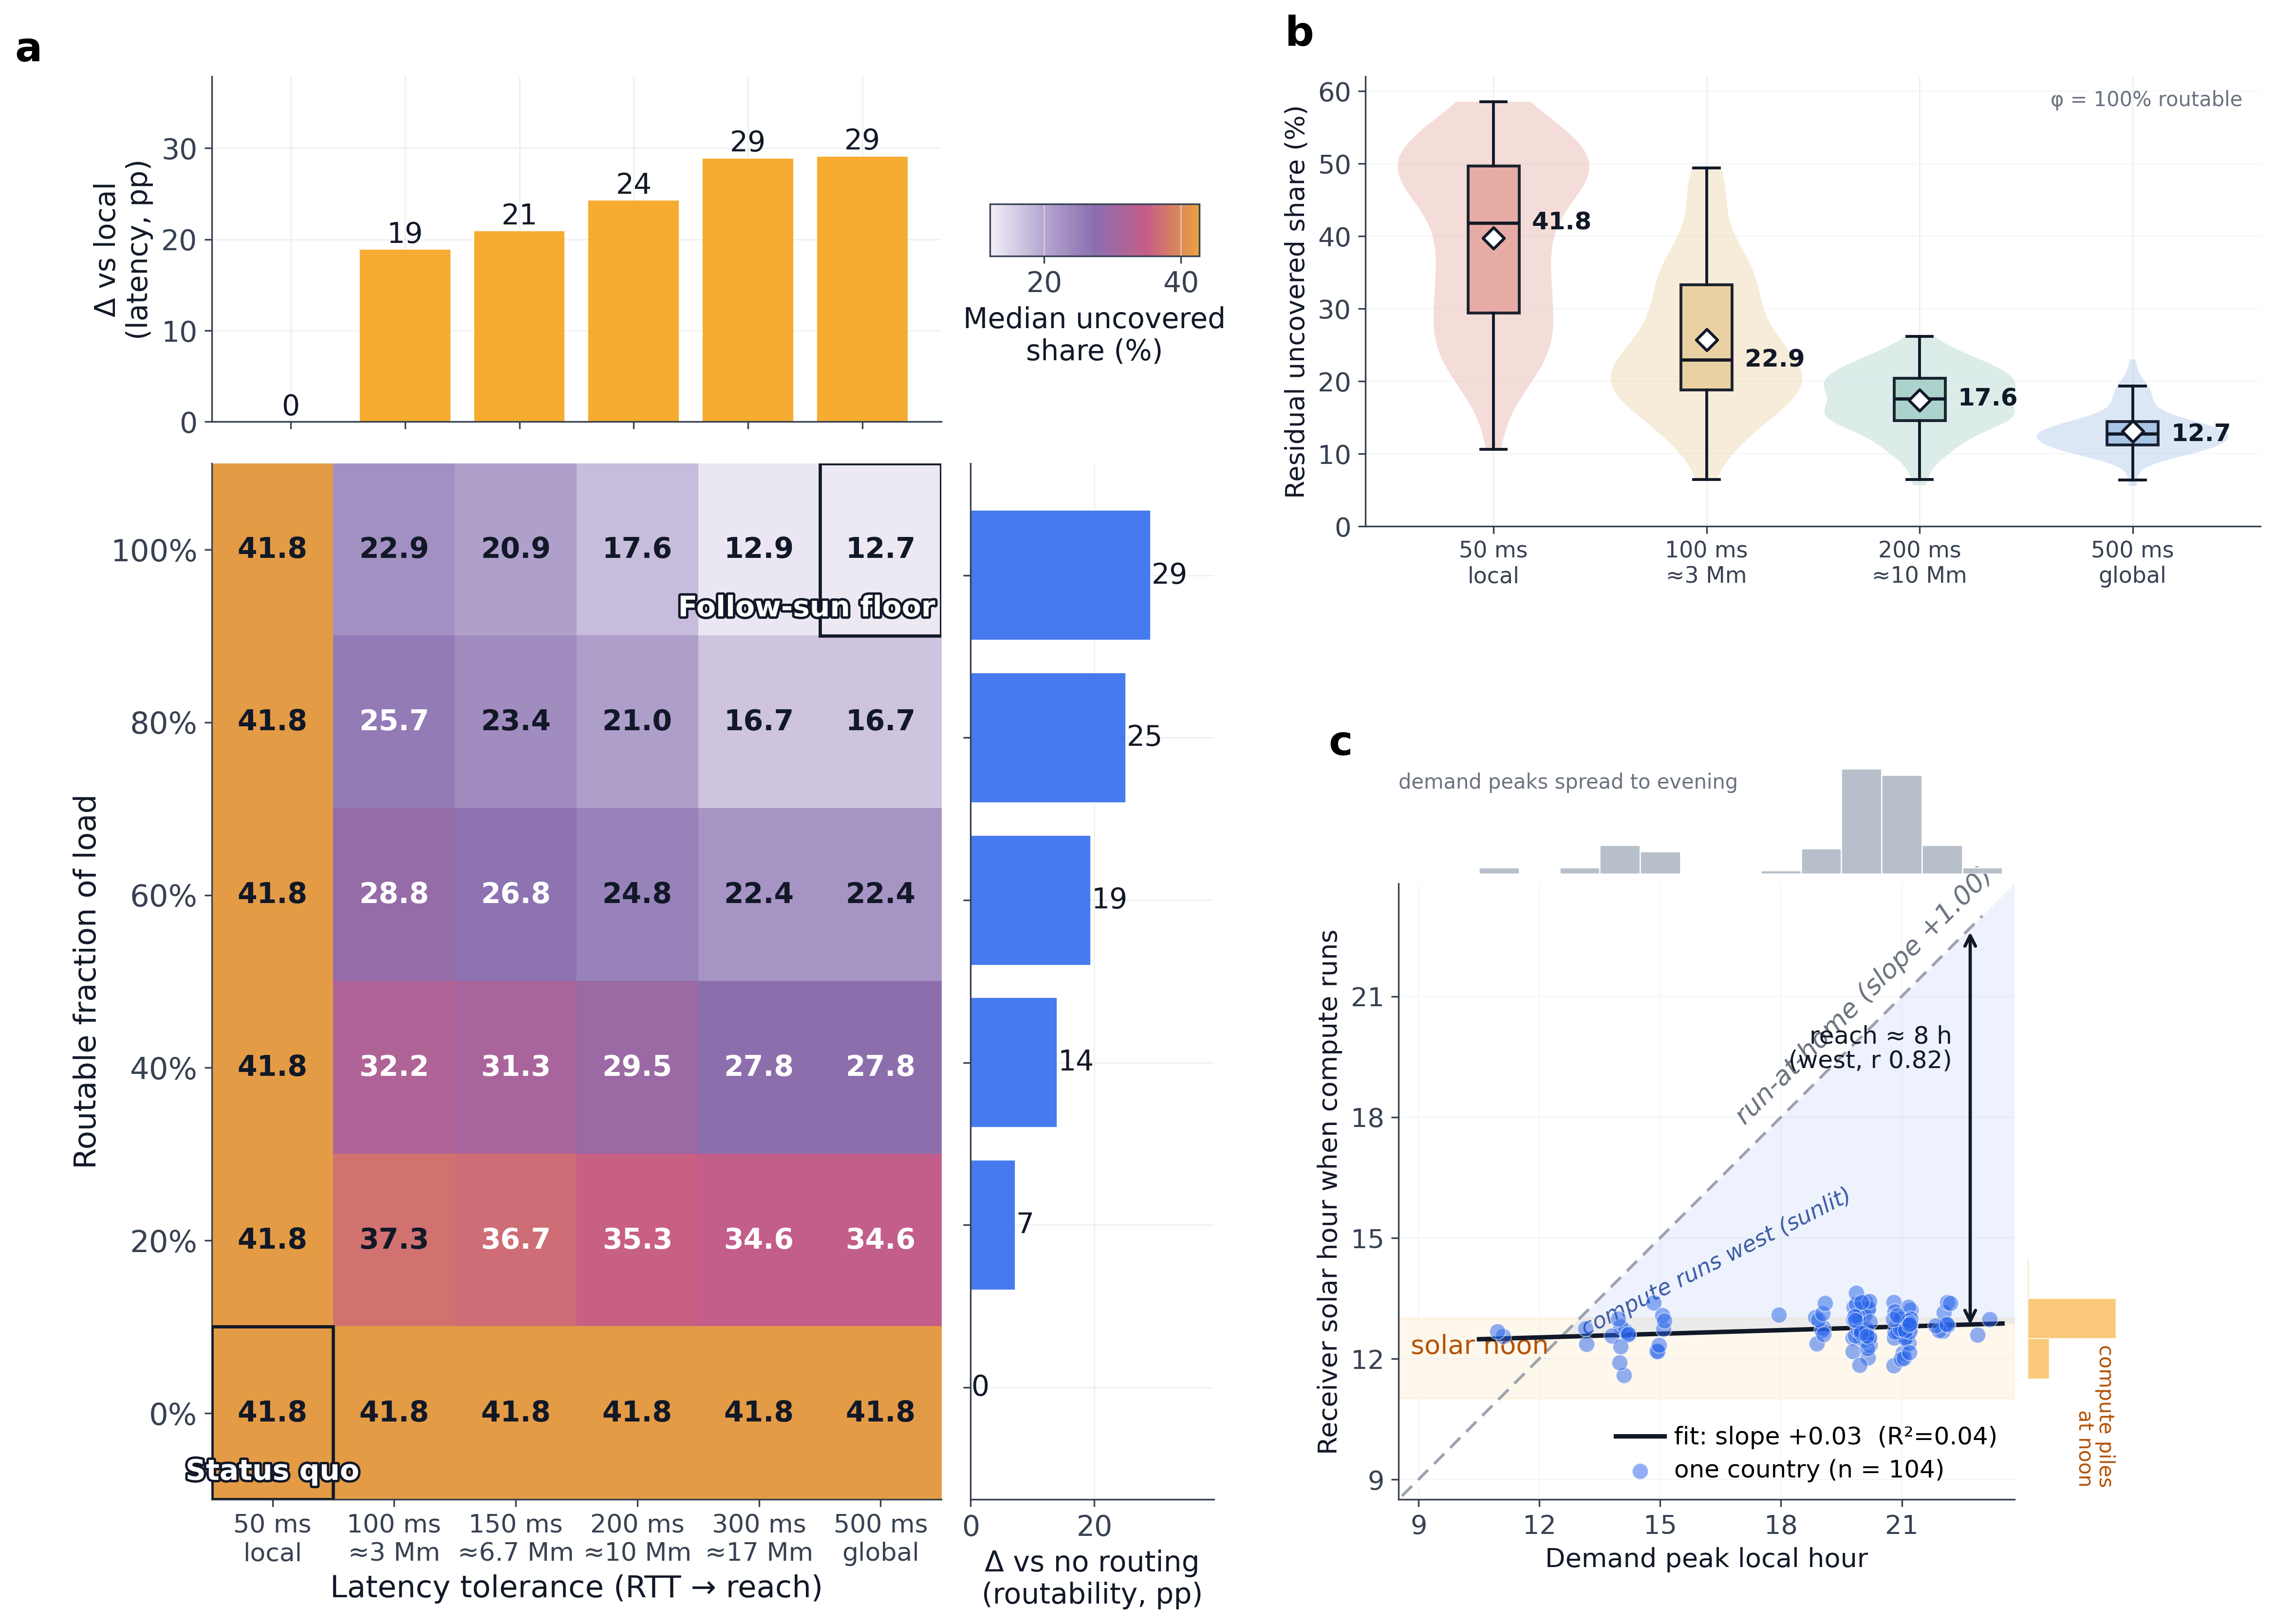 a
Δ vs local
(latency, pp)
30
20
10
0
0
19
21
24
29
29
20
40
Median uncovered
share (%)
Routable fraction of load
100%
41.8
22.9
20.9
17.6
12.9
12.7
Follow-sun floor
80%
41.8
25.7
23.4
21.0
16.7
16.7
60%
41.8
28.8
26.8
24.8
22.4
22.4
40%
41.8
32.2
31.3
29.5
27.8
27.8
20%
41.8
37.3
36.7
35.3
34.6
34.6
0%
41.8
41.8
41.8
41.8
41.8
41.8
Status quo
50 ms
local
100 ms
≈3 Mm
150 ms
≈6.7 Mm
200 ms
≈10 Mm
300 ms
≈17 Mm
500 ms
global
Latency tolerance (RTT → reach)
29
25
19
14
7
0
0
20
Δ vs no routing
(routability, pp)
b
Residual uncovered share (%)
60
50
40
30
20
10
0
φ = 100% routable
41.8
22.9
17.6
12.7
50 ms
local
100 ms
≈3 Mm
200 ms
≈10 Mm
500 ms
global
c
demand peaks spread to evening
Receiver solar hour when compute runs
21
18
15
12
9
run-at-home (slope +1.00)
reach ≈ 8 h
(west, r 0.82)
compute runs west (sunlit)
solar noon
fit: slope +0.03 (R²=0.04)
one country (n = 104)
9
12
15
18
21
Demand peak local hour
compute piles
at noon